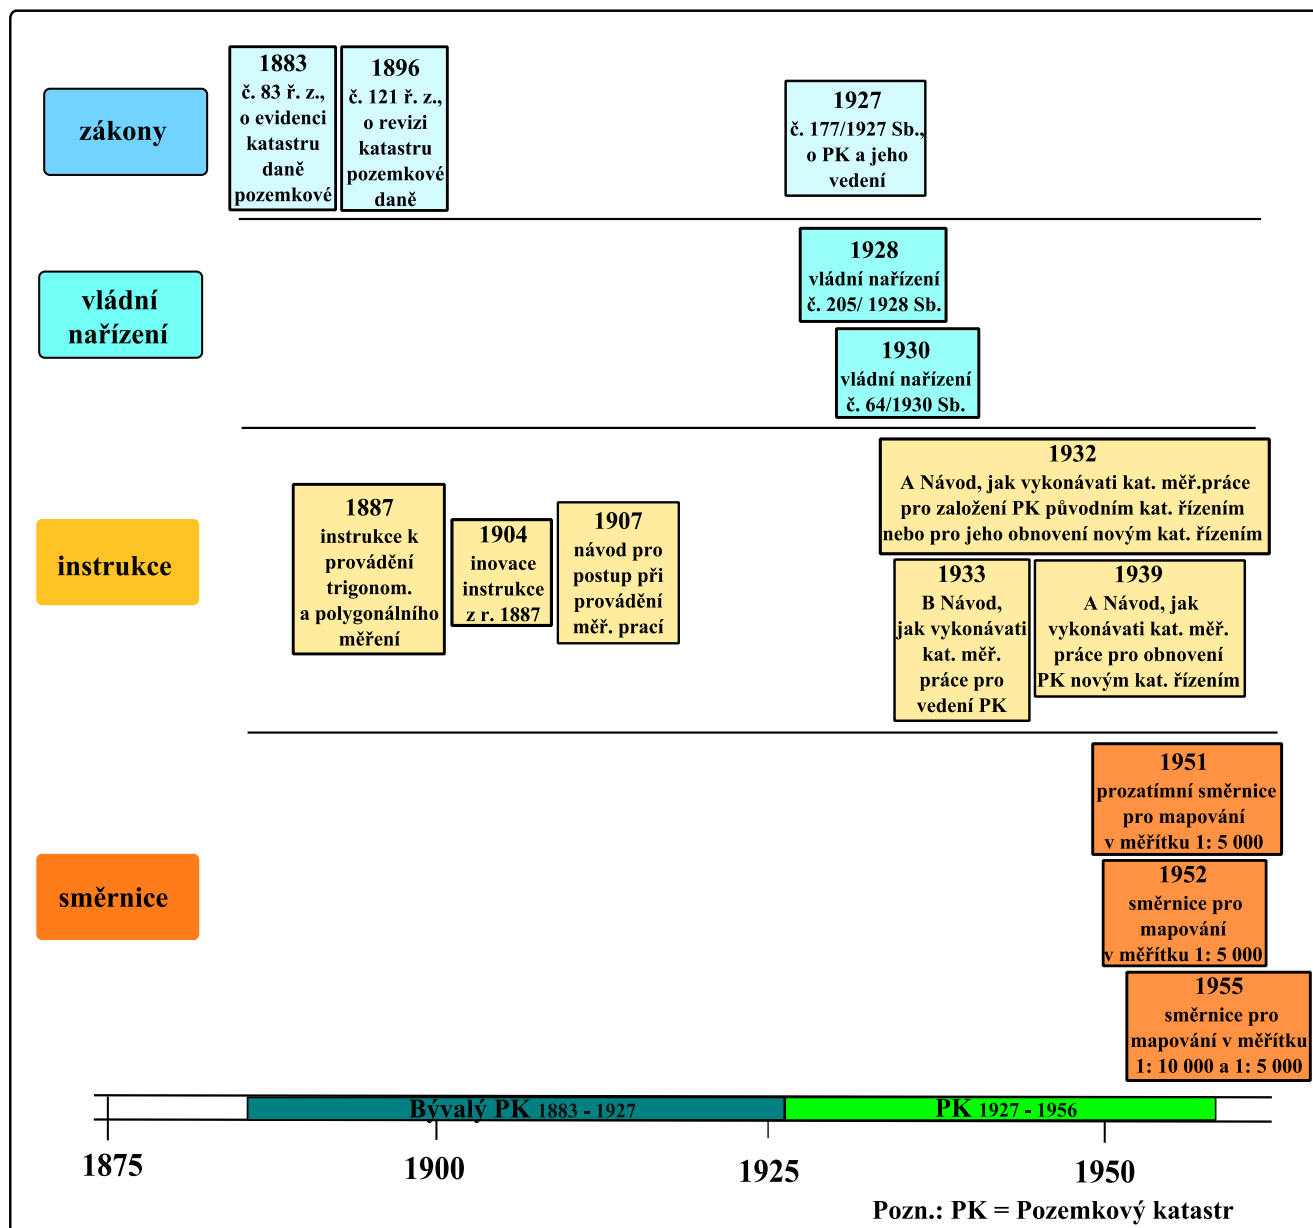 zákony
1883
č. 83 ř. z.,
o evidenci
katastru
daně
pozemkové
1896
č. 121 ř. z.,
o revizi
katastru
pozemkové
daně
1927
č. 177/1927 Sb.,
o PK a jeho
vedení
vládní
nařízení
1928
vládní nařízení
č. 205/ 1928 Sb.
1930
vládní nařízení
č. 64/1930 Sb.
instrukce
1887
instrukce k
provádění
trigonom.
a polygonálního
měření
1904
inovace
instrukce
z r. 1887
1907
návod pro
postup při
provádění
měř. prací
1932
A Návod, jak vykonávati kat. měř.práce
pro založení PK původním kat. řízením
nebo pro jeho obnovení novým kat. řízením
1933
B Návod,
jak vykonávati
kat. měř.
práce pro
vedení PK
1939
A Návod, jak
vykonávati kat. měř.
práce pro obnovení
PK novým kat. řízením
směrnice
1951
prozatímní směrnice
pro mapování
v měřítku 1: 5 000
1952
směrnice pro
mapování
v měřítku 1: 5 000
1955
směrnice pro
mapování v měřítku
1: 10 000 a 1: 5 000
Bývalý PK 1883 - 1927
PK 1927 - 1956
1875
1900
1925
1950
Pozn.: PK = Pozemkový katastr